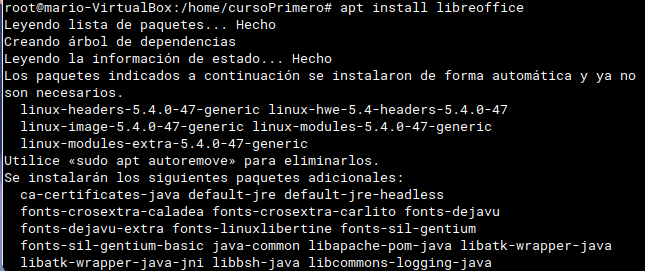 root@mario-VirtualBox:/home/cursoPrimero# apt install libreoffice
Leyendo lista de paquetes... Hecho
Creando árbol de dependencias
Leyendo la información de estado... Hecho
Los paquetes indicados a continuación se instalaron de forma automática y ya no
son necesarios.
  linux-headers-5.4.0-47-generic linux-hwe-5.4-headers-5.4.0-47
  linux-image-5.4.0-47-generic linux-modules-5.4.0-47-generic
  linux-modules-extra-5.4.0-47-generic
Utilice «sudo apt autoremove» para eliminarlos.
Se instalarán los siguientes paquetes adicionales:
  ca-certificates-java default-jre default-jre-headless
  fonts-crosextra-caladea fonts-crosextra-carlito fonts-dejavu
  fonts-dejavu-extra fonts-linuxlibertine fonts-sil-gentium
  fonts-sil-gentium-basic java-common libapache-pom-java libatk-wrapper-java
  libatk-wrapper-java-jni libbsh-java libcommons-logging-java